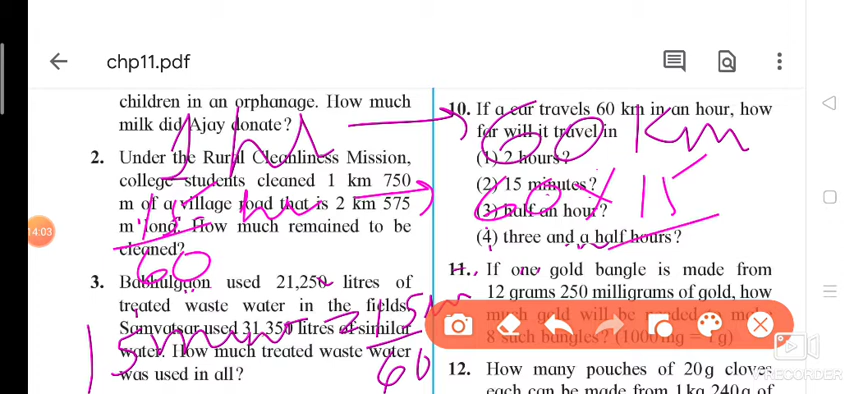 chp11.pdf
children in an orphanage. How much
milk did Ajay donate?
2. Under the Rural Cleanliness Mission,
college students cleaned 1 km 750
m of a village road that is 2 km 575
m long. How much remained to be
cleaned?
3. Babhulgaon used 21,250 litres of
treated waste water in the fields.
Samvatsar used 31,350 litres of similar
water. How much treated waste water
was used in all?
10. If a car travels 60 km in an hour, how
far will it travel in
(1) 2 hours?
(2) 15 minutes?
(3) half an hour?
(4) three and a half hours?
11. If one gold bangle is made from
12 grams 250 milligrams of gold, how
much gold will be needed to make
8 such bangles? (1000 mg = 1 g)
12. How many pouches of 20 g cloves
each can be made from 1 kg 240 g of
1 hr → 60 km
15/60 hr → 60 × 15
15 min = 15/60
14:03
RECORDER